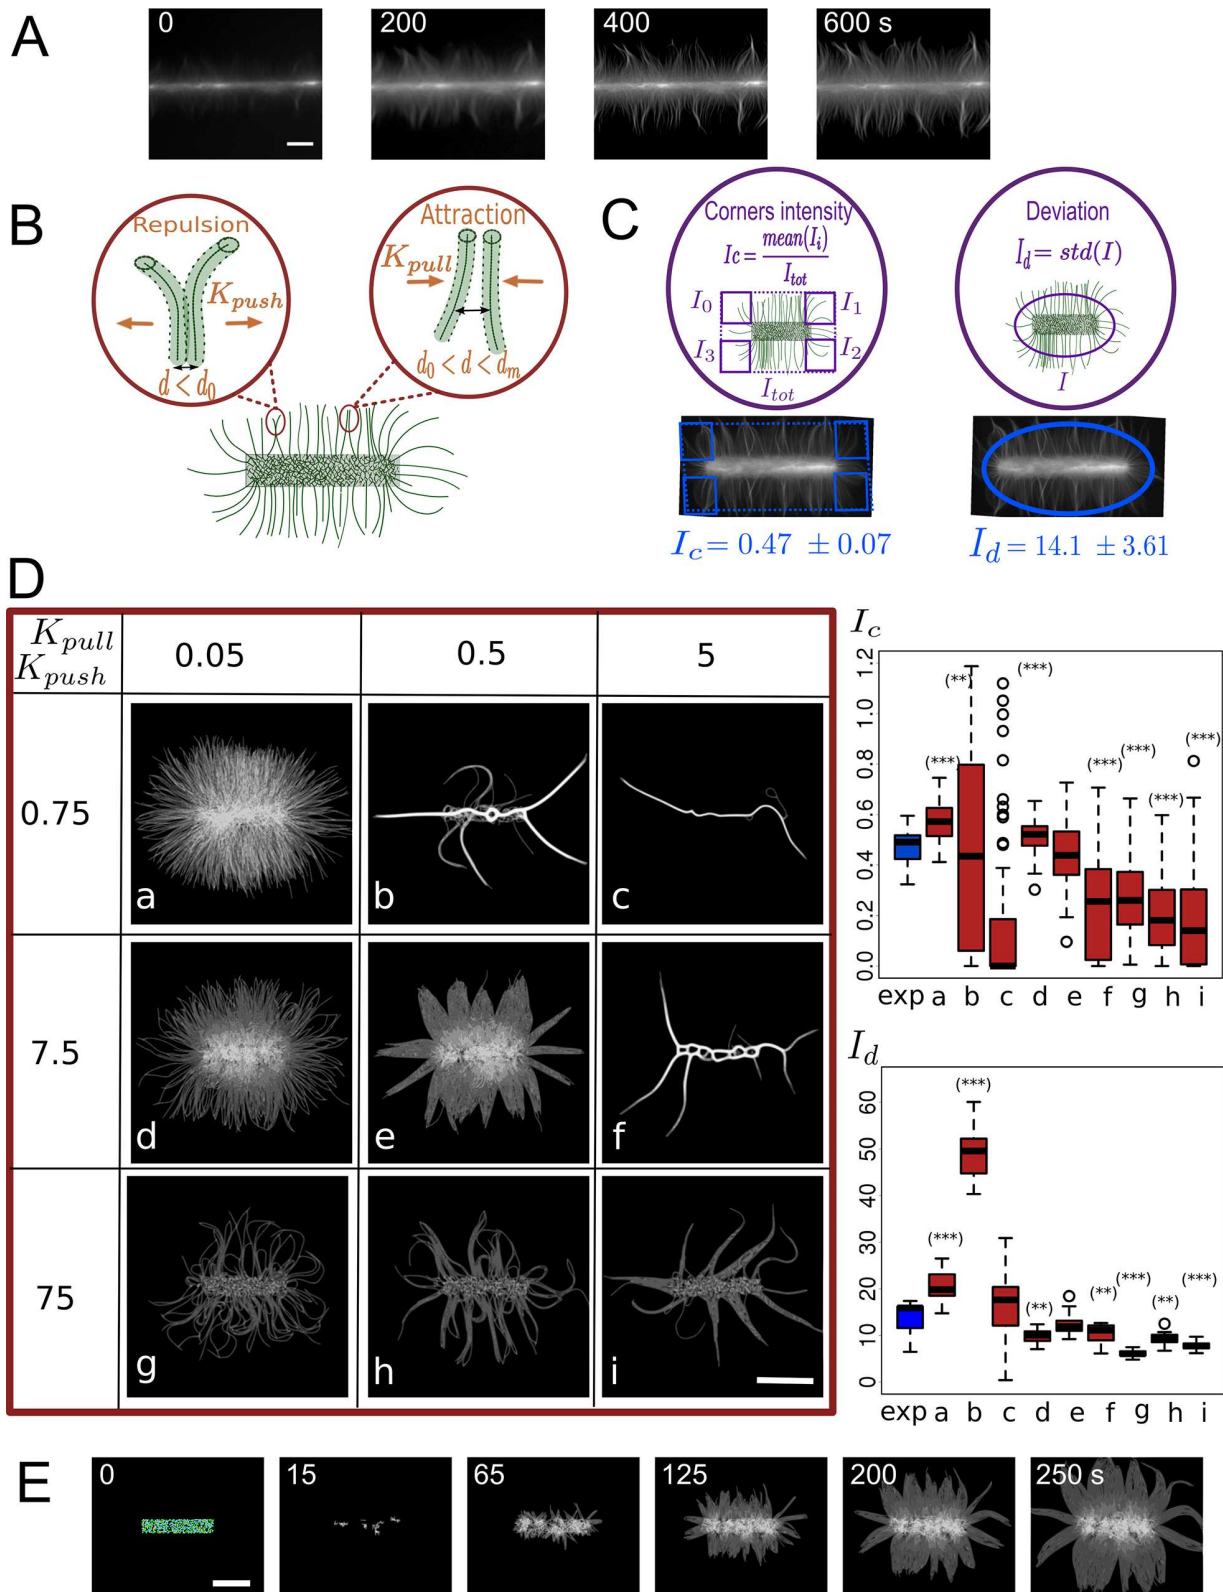 A
0
200
400
600 s
B
Repulsion
K_push
d < d_0
Attraction
K_pull
d_0 < d < d_m
C
Corners intensity
Ic = mean(I_i) / I_tot
I_0
I_1
I_3
I_2
I_tot
Deviation
I_d = std(I)
I
I_c = 0.47 ± 0.07
I_d = 14.1 ± 3.61
D
K_pull
K_push
0.05
0.5
5
0.75
a
b
c
7.5
d
e
f
75
g
h
i
I_c
1.2
1.0
0.8
0.6
0.4
0.2
0.0
(***)
(**)
(***)
(***)
(***)
(***)
(***)
exp a b c d e f g h i
I_d
60
50
40
30
20
10
0
(***)
(***)
(**)
(**)
(***)
(**)
(***)
exp a b c d e f g h i
E
0
15
65
125
200
250 s